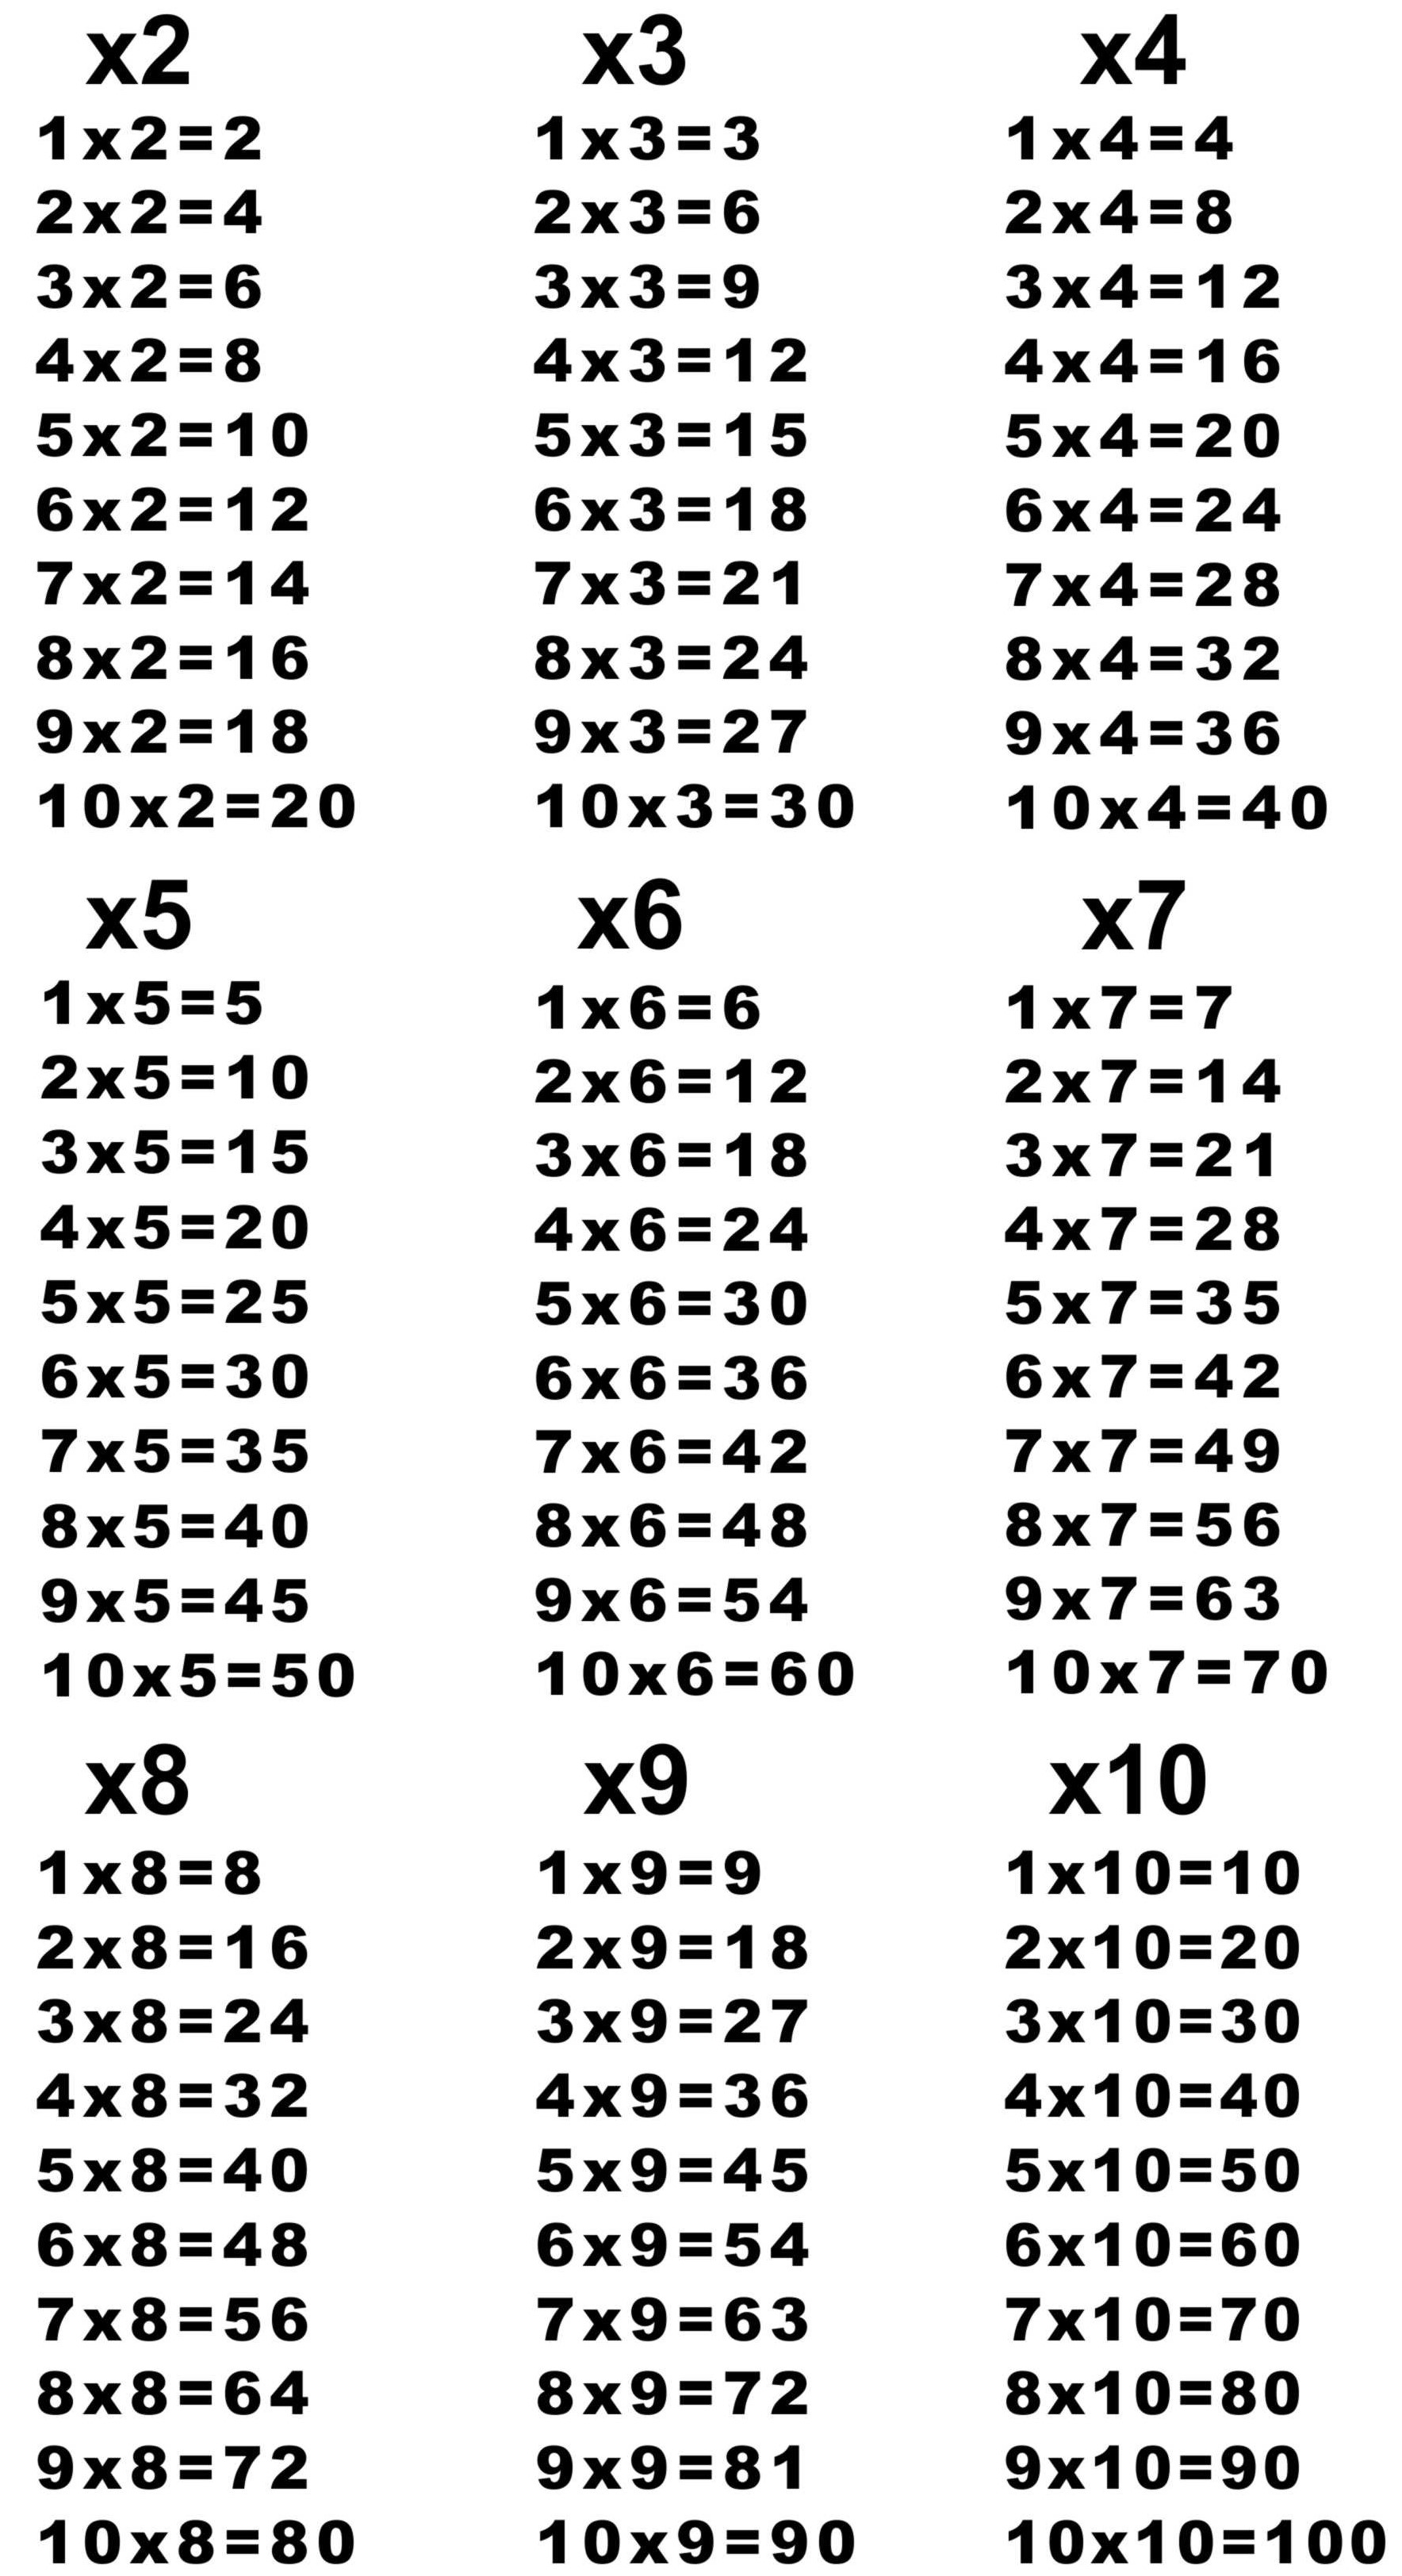 x2
1x2=2
2x2=4
3x2=6
4x2=8
5x2=10
6x2=12
7x2=14
8x2=16
9x2=18
10x2=20
x3
1x3=3
2x3=6
3x3=9
4x3=12
5x3=15
6x3=18
7x3=21
8x3=24
9x3=27
10x3=30
x4
1x4=4
2x4=8
3x4=12
4x4=16
5x4=20
6x4=24
7x4=28
8x4=32
9x4=36
10x4=40
x5
1x5=5
2x5=10
3x5=15
4x5=20
5x5=25
6x5=30
7x5=35
8x5=40
9x5=45
10x5=50
x6
1x6=6
2x6=12
3x6=18
4x6=24
5x6=30
6x6=36
7x6=42
8x6=48
9x6=54
10x6=60
x7
1x7=7
2x7=14
3x7=21
4x7=28
5x7=35
6x7=42
7x7=49
8x7=56
9x7=63
10x7=70
x8
1x8=8
2x8=16
3x8=24
4x8=32
5x8=40
6x8=48
7x8=56
8x8=64
9x8=72
10x8=80
x9
1x9=9
2x9=18
3x9=27
4x9=36
5x9=45
6x9=54
7x9=63
8x9=72
9x9=81
10x9=90
x10
1x10=10
2x10=20
3x10=30
4x10=40
5x10=50
6x10=60
7x10=70
8x10=80
9x10=90
10x10=100